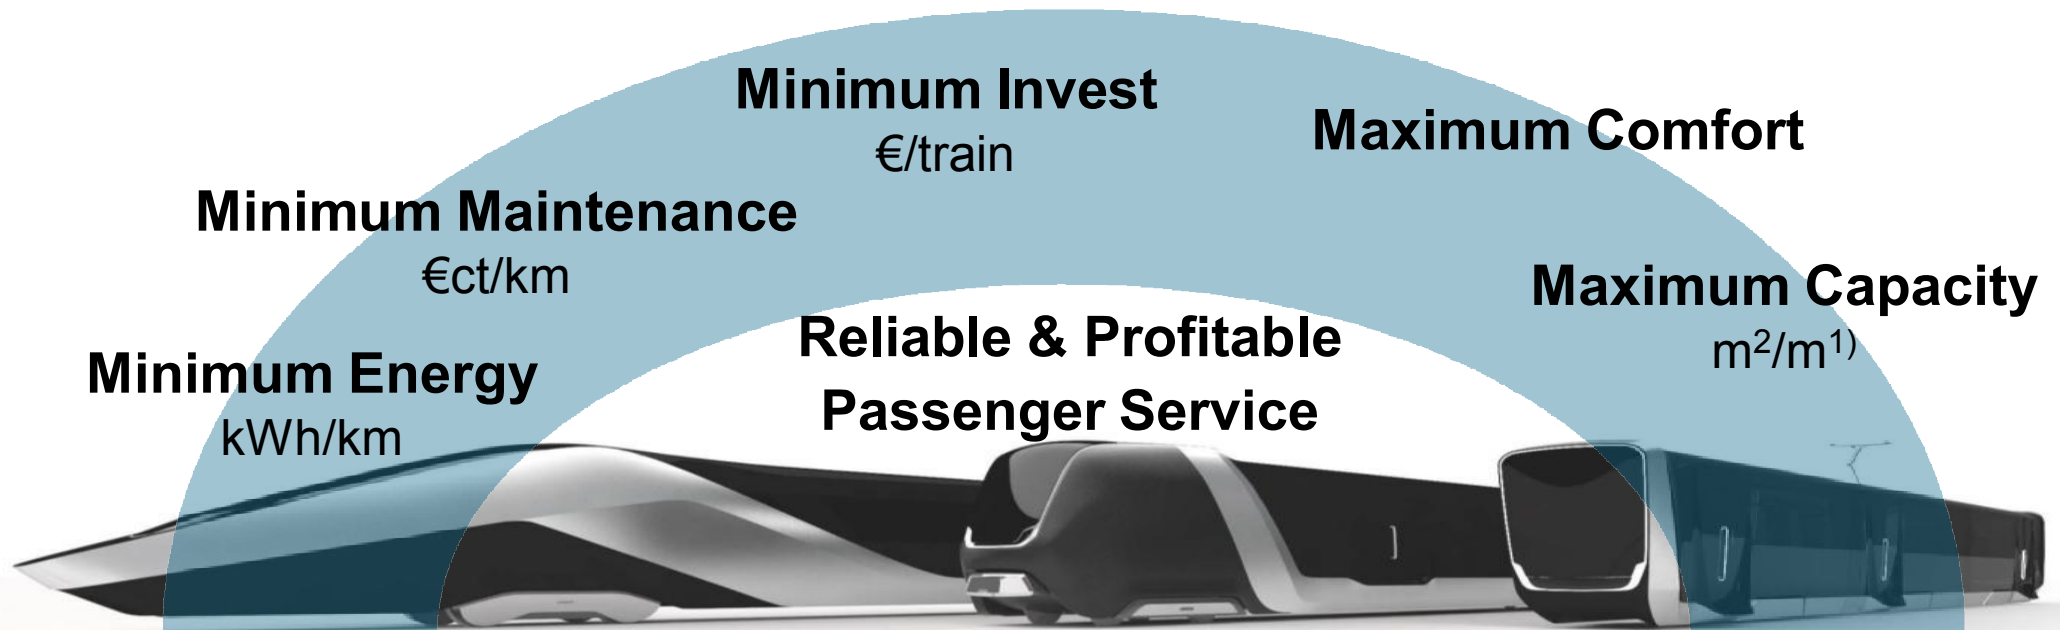 Minimum Invest
€/train
Maximum Comfort
Minimum Maintenance
€ct/km
Maximum Capacity
m²/m¹⁾
Reliable & Profitable
Passenger Service
Minimum Energy
kWh/km